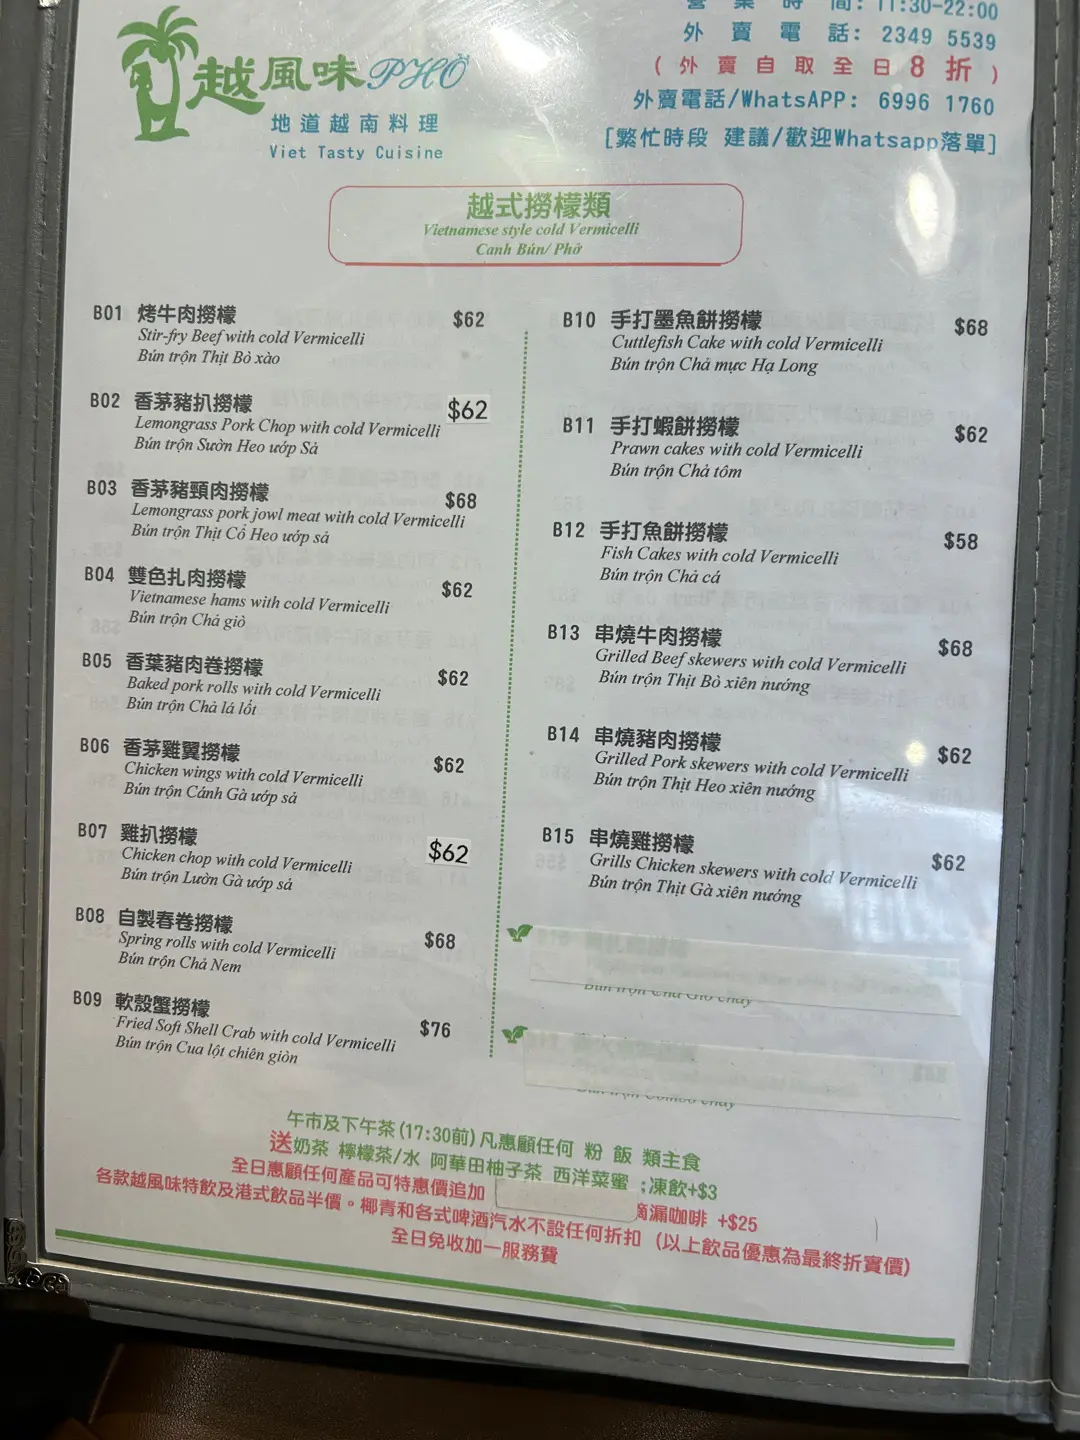 越風味 PHỞ
地道越南料理
Viet Tasty Cuisine
營業時間: 11:30-22:00
外賣電話: 2349 5539
(外賣自取全日8折)
外賣電話/WhatsAPP: 6996 1760
[繁忙時段 建議/歡迎Whatsapp落單]
越式撈檬類
Vietnamese style cold Vermicelli
Canh Bún/ Phở
B01 烤牛肉撈檬 $62
Stir-fry Beef with cold Vermicelli
Bún trộn Thịt Bò xào
B02 香茅豬扒撈檬 $62
Lemongrass Pork Chop with cold Vermicelli
Bún trộn Sườn Heo ướp Sả
B03 香茅豬頸肉撈檬 $68
Lemongrass pork jowl meat with cold Vermicelli
Bún trộn Thịt Cổ Heo ướp sả
B04 雙色扎肉撈檬 $62
Vietnamese hams with cold Vermicelli
Bún trộn Chả giò
B05 香葉豬肉卷撈檬 $62
Baked pork rolls with cold Vermicelli
Bún trộn Chả lá lốt
B06 香茅雞翼撈檬 $62
Chicken wings with cold Vermicelli
Bún trộn Cánh Gà ướp sả
B07 雞扒撈檬 $62
Chicken chop with cold Vermicelli
Bún trộn Lườn Gà ướp sả
B08 自製春卷撈檬 $68
Spring rolls with cold Vermicelli
Bún trộn Chả Nem
B09 軟殼蟹撈檬 $76
Fried Soft Shell Crab with cold Vermicelli
Bún trộn Cua lột chiên giòn
B10 手打墨魚餅撈檬 $68
Cuttlefish Cake with cold Vermicelli
Bún trộn Chả mực Hạ Long
B11 手打蝦餅撈檬 $62
Prawn cakes with cold Vermicelli
Bún trộn Chả tôm
B12 手打魚餅撈檬 $58
Fish Cakes with cold Vermicelli
Bún trộn Chả cá
B13 串燒牛肉撈檬 $68
Grilled Beef skewers with cold Vermicelli
Bún trộn Thịt Bò xiên nướng
B14 串燒豬肉撈檬 $62
Grilled Pork skewers with cold Vermicelli
Bún trộn Thịt Heo xiên nướng
B15 串燒雞撈檬 $62
Grills Chicken skewers with cold Vermicelli
Bún trộn Thịt Gà xiên nướng
午市及下午茶(17:30前)凡惠顧任何 粉 飯 類主食
送奶茶 檸檬茶/水 阿華田柚子茶 西洋菜蜜 ;凍飲+$3
全日惠顧任何產品可特惠價追加 滴漏咖啡 +$25
各款越風味特飲及港式飲品半價。椰青和各式啤酒汽水不設任何折扣 (以上飲品優惠為最終折實價)
全日免收加一服務費